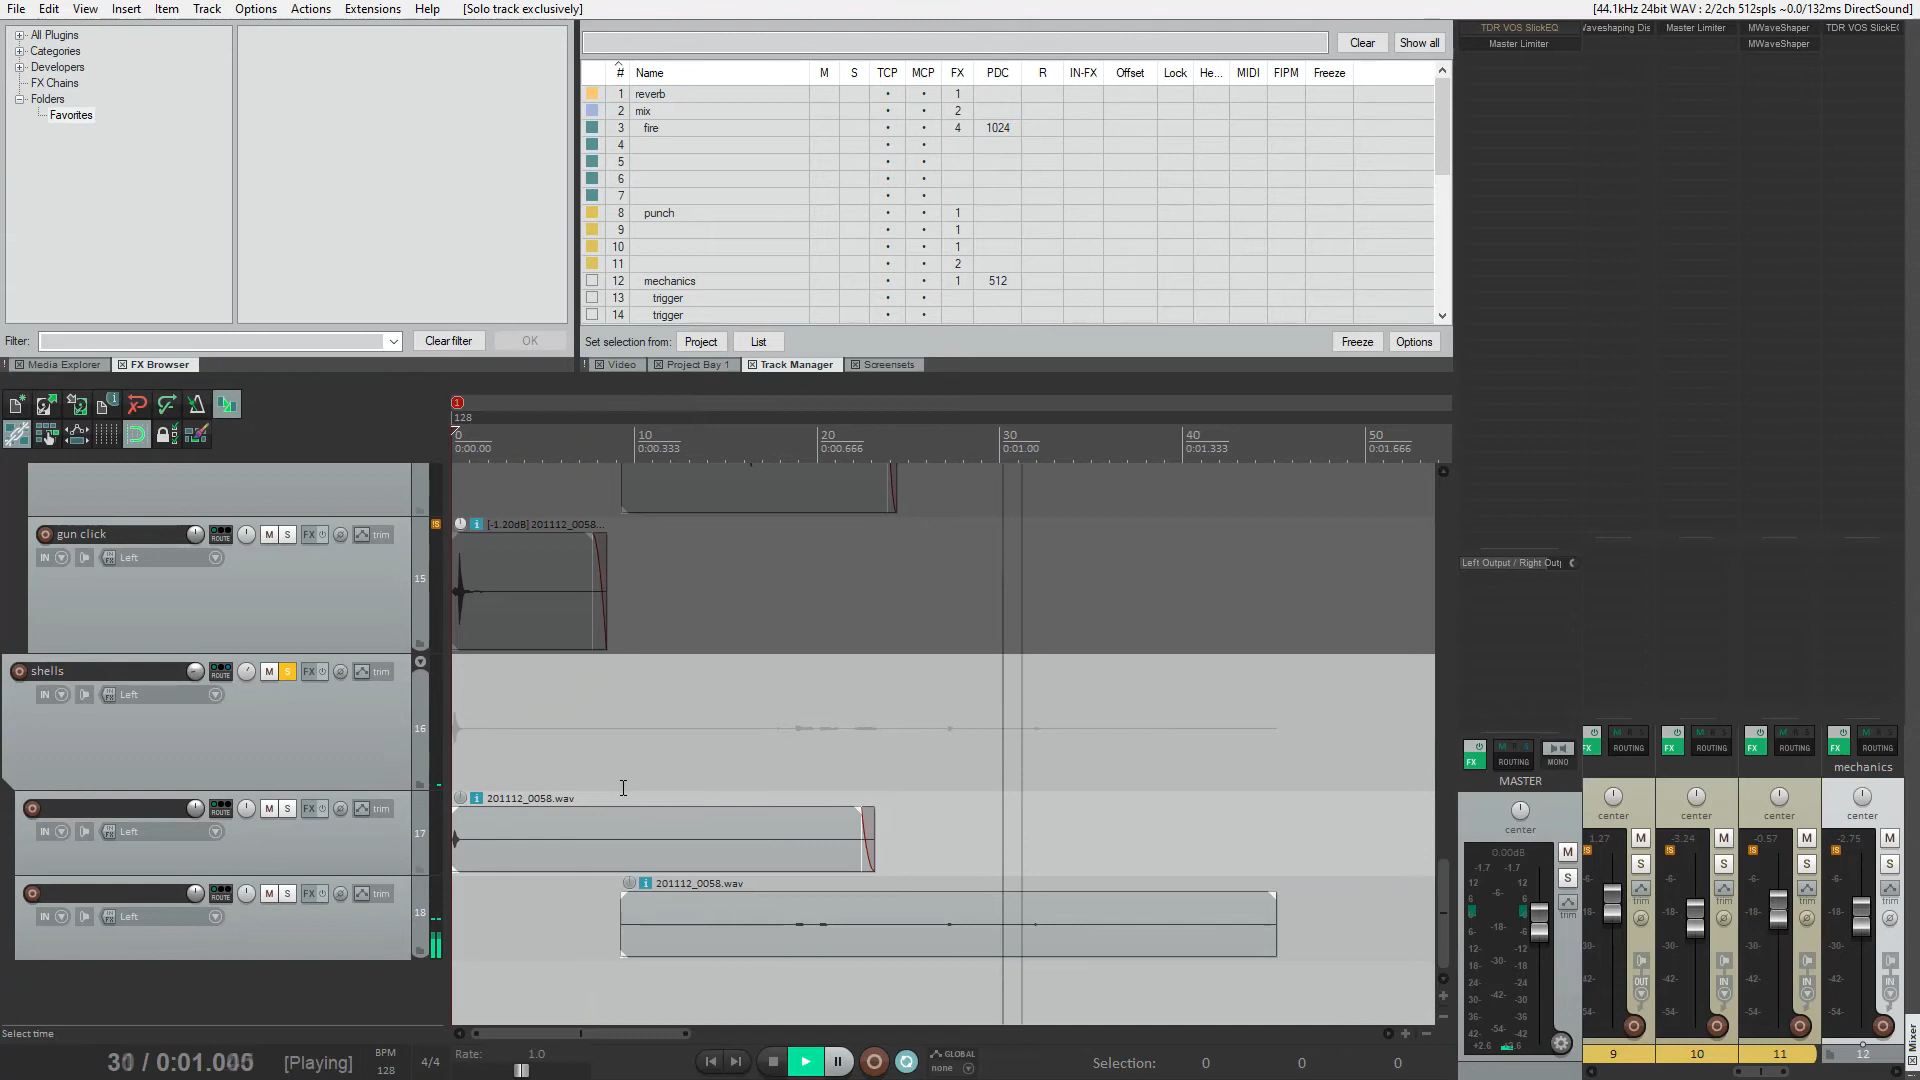 File Edit View Insert Item Track Options Actions Extensions Help [Solo track exclusively]
[44.1kHz 24bit WAV : 2/2ch 512spls ~0.0/132ms DirectSound]
All Plugins
Categories
Developers
FX Chains
Folders
Favorites
Filter:
Clear filter
OK
Media Explorer
FX Browser
Clear
Show all
# Name M S TCP MCP FX PDC R IN-FX Offset Lock He... MIDI FIPM Freeze
1 reverb 1
2 mix 2
3 fire 4 1024
4
5
6
7
8 punch 1
9 1
10 1
11 2
12 mechanics 1 512
13 trigger
14 trigger
Set selection from: Project List
Freeze Options
Video
Project Bay 1
Track Manager
Screensets
TDR VOS SlickEQ
Master Limiter
Waveshaping Dis
Master Limiter
MWaveShaper
MWaveShaper
TDR VOS SlickEQ
1
128
0 10 20 30 40 50
0:00.00 0:00.333 0:00.666 0:01.00 0:01.333 0:01.666
gun click ROUTE M S FX trim
IN FX Left
15
[-1.20dB] 201112_0058...
shells ROUTE M S FX trim
IN FX Left
16
ROUTE M S FX trim
IN FX Left
17
201112_0058.wav
ROUTE M S FX trim
IN FX Left
18
201112_0058.wav
Left Output / Right Out
FX M R S ROUTING MONO
MASTER
center
0.00dB
-1.7 -1.7
M
S
trim
ROUTING
ROUTING
ROUTING
ROUTING
mechanics
center center center center
1.27 -3.24 -0.57 -2.75
9 10 11 12
Mixer
Select time
[Playing]
BPM
128
4/4
Rate: 1.0
GLOBAL
none
Selection: 0 0 0